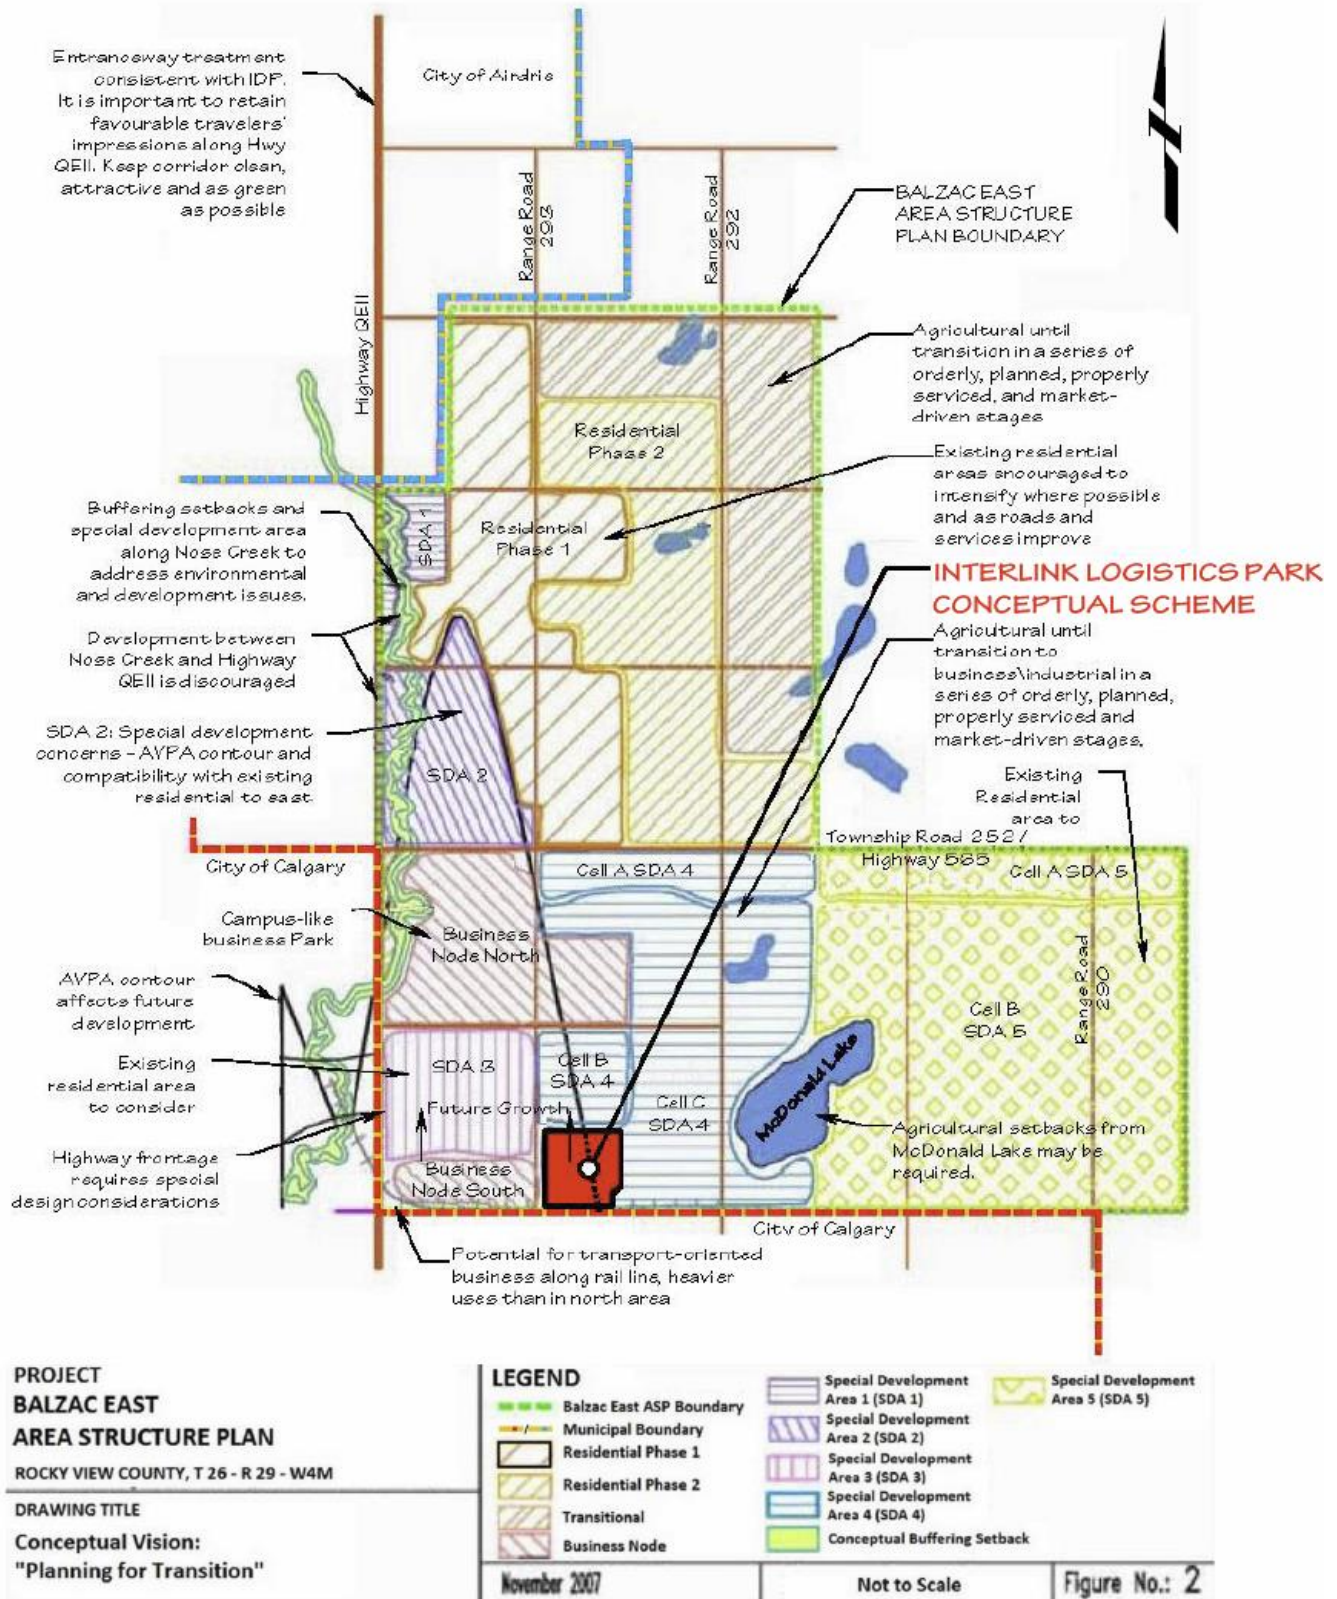 Entranceway treatment
consistent with IDP.
It is important to retain
favourable travelers'
impressions along Hwy
QEII. Keep corridor clean,
attractive and as green
as possible
City of Airdrie
Range Road
293
Range Road
292
Highway QEII
BALZAC EAST
AREA STRUCTURE
PLAN BOUNDARY
Agricultural until
transition in a series of
orderly, planned, properly
serviced, and market-
driven stages
Residential
Phase 2
Existing residential
areas encouraged to
intensify where possible
and as roads and
services improve
Buffering setbacks and
special development area
along Nose Creek to
address environmental
and development issues.
SDA 1
Residential
Phase 1
INTERLINK LOGISTICS PARK
CONCEPTUAL SCHEME
Development between
Nose Creek and Highway
QEII is discouraged
Agricultural until
transition to
business\industrial in a
series of orderly, planned,
properly serviced and
market-driven stages.
SDA 2: Special development
concerns - AVPA contour and
compatibility with existing
residential to east
SDA 2
Existing
Residential
area to
Township Road 252 /
Highway 565
City of Calgary
Cell A SDA 4
Cell A SDA 5
Campus-like
business Park
Business
Node North
Range Road
290
AVPA contour
affects future
development
Cell B
SDA 5
Existing
residential area
to consider
SDA 3
Cell B
SDA 4
McDonald Lake
Future Growth
Cell C
SDA 4
Agricultural setbacks from
McDonald Lake may be
required.
Highway frontage
requires special
design considerations
Business
Node South
City of Calgary
Potential for transport-oriented
business along rail line, heavier
uses than in north area
PROJECT
BALZAC EAST
AREA STRUCTURE PLAN
ROCKY VIEW COUNTY, T 26 - R 29 - W4M
DRAWING TITLE
Conceptual Vision:
"Planning for Transition"
LEGEND
Balzac East ASP Boundary
Municipal Boundary
Residential Phase 1
Residential Phase 2
Transitional
Business Node
Special Development
Area 1 (SDA 1)
Special Development
Area 2 (SDA 2)
Special Development
Area 3 (SDA 3)
Special Development
Area 4 (SDA 4)
Conceptual Buffering Setback
Special Development
Area 5 (SDA 5)
November 2007
Not to Scale
Figure No.: 2